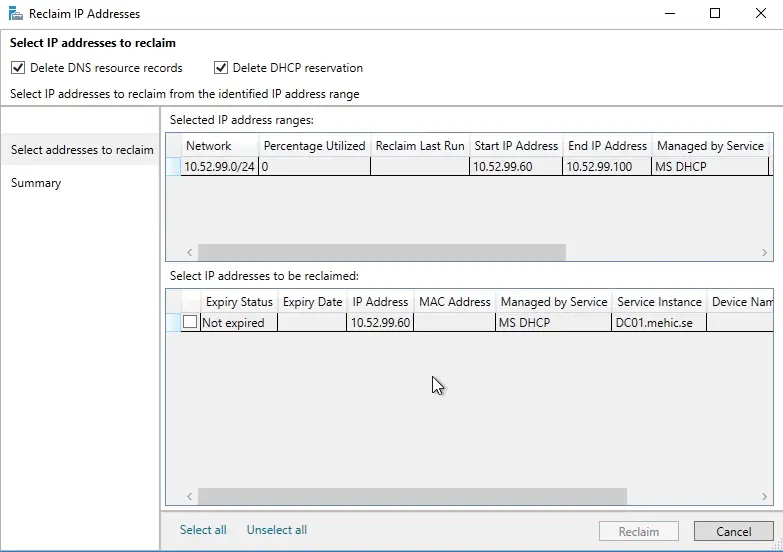 Reclaim IP Addresses
Select IP addresses to reclaim
Delete DNS resource records Delete DHCP reservation
Select IP addresses to reclaim from the identified IP address range
Select addresses to reclaim
Summary
Selected IP address ranges:
Network Percentage Utilized Reclaim Last Run Start IP Address End IP Address Managed by Service
10.52.99.0/24 0 10.52.99.60 10.52.99.100 MS DHCP
Select IP addresses to be reclaimed:
Expiry Status Expiry Date IP Address MAC Address Managed by Service Service Instance Device Nam
Not expired 10.52.99.60 MS DHCP DC01.mehic.se
Select all Unselect all Reclaim Cancel